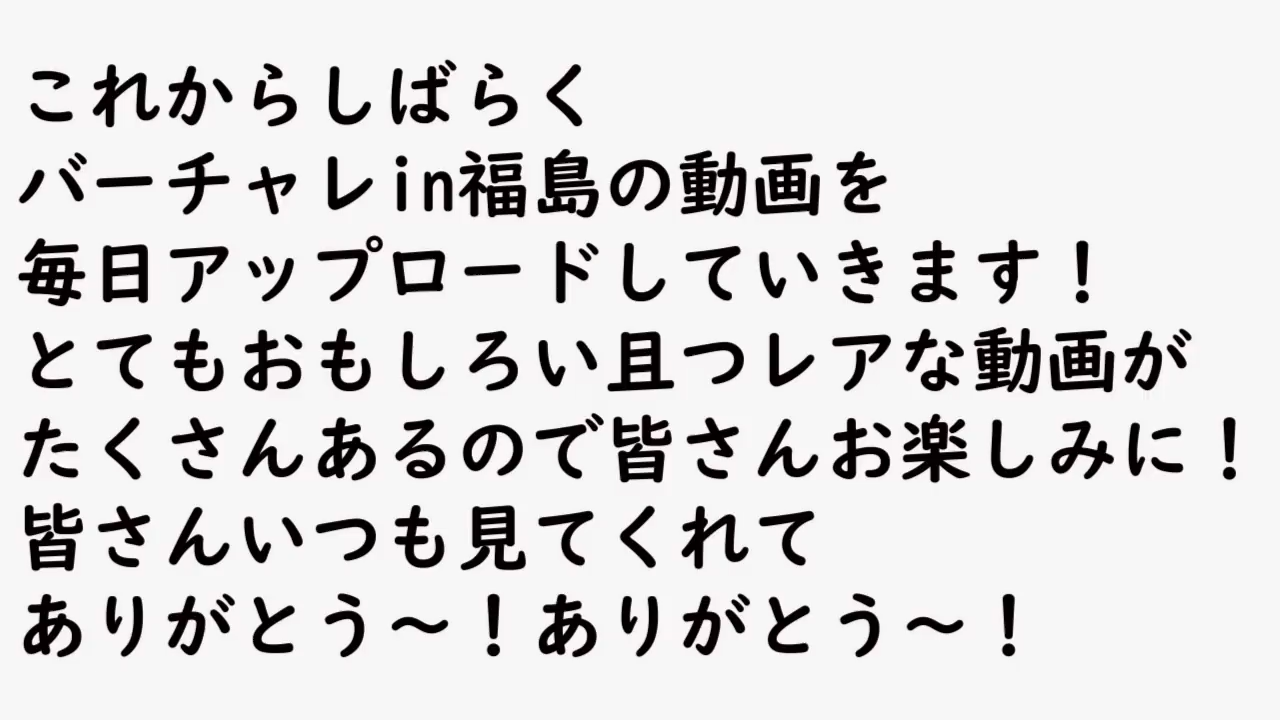 これからしばらく
バーチャレin福島の動画を
毎日アップロードしていきます！
とてもおもしろい且つレアな動画が
たくさんあるので皆さんお楽しみに！
皆さんいつも見てくれて
ありがとう〜！ありがとう〜！